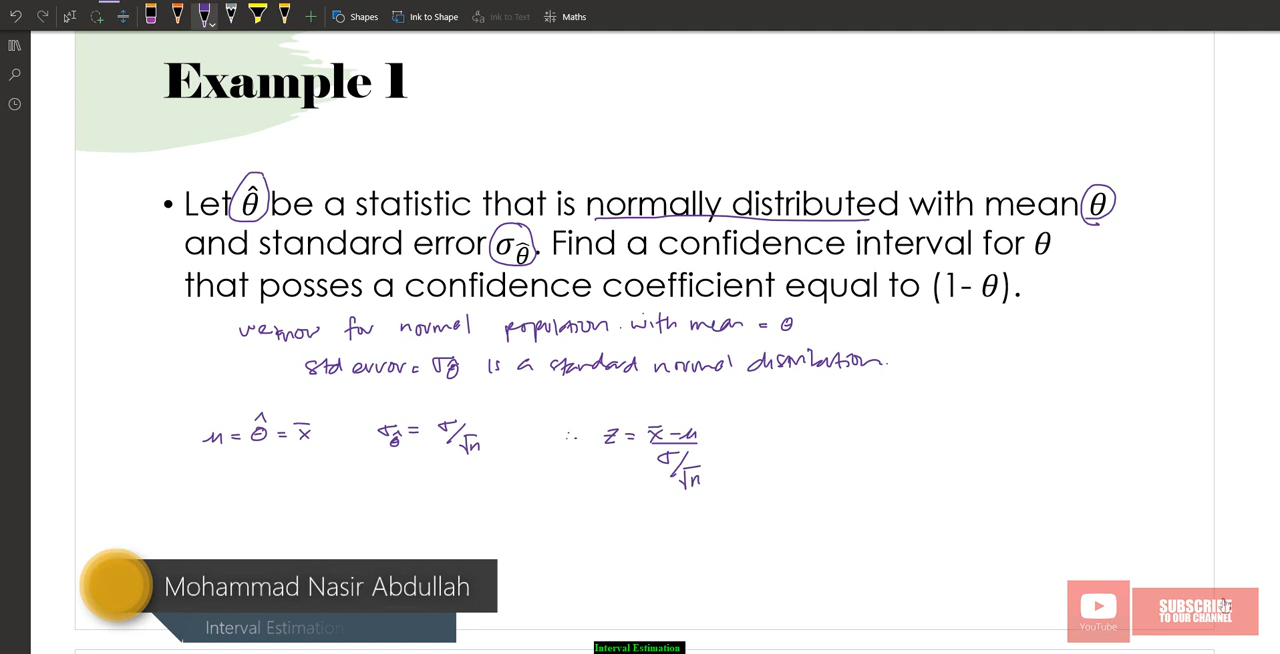 Shapes Ink to Shape Ink to Text Maths
Example 1
• Let θ̂ be a statistic that is normally distributed with mean θ
and standard error σ_θ̂. Find a confidence interval for θ
that posses a confidence coefficient equal to (1- θ).
we know for normal population. with mean = θ
std error = σ_θ̂ is a standard normal distribution.
μ = θ̂ = x̄ σ_θ̂ = σ/√n ∴ z = (x̄ - μ)/(σ/√n)
Mohammad Nasir Abdullah
Interval Estimation
YouTube
SUBSCRIBE
TO OUR CHANNEL
Interval Estimation